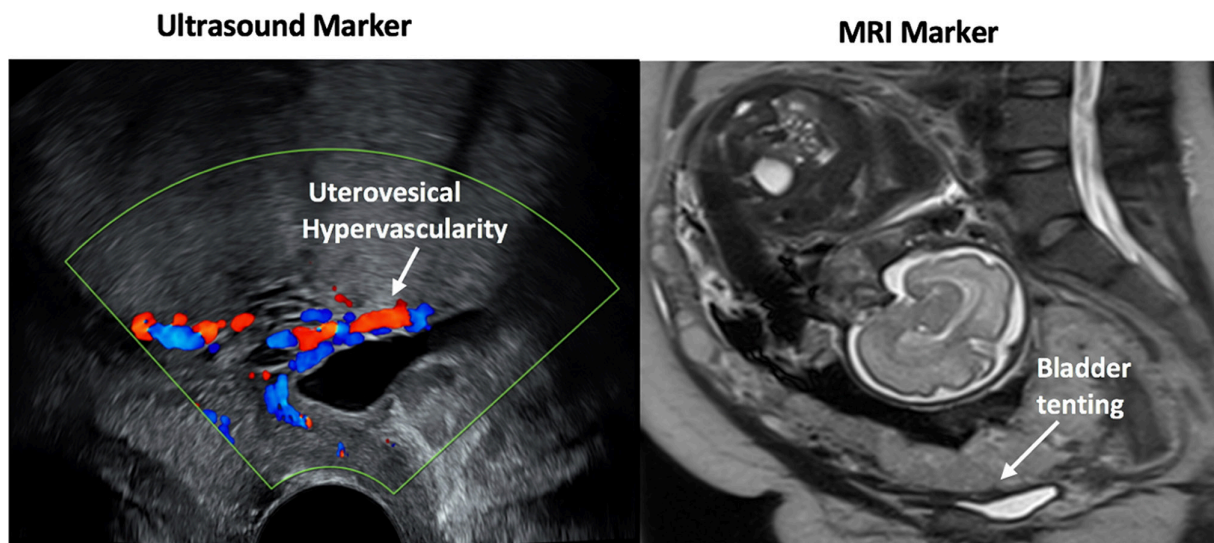 Ultrasound Marker
MRI Marker
Uterovesical
Hypervascularity
Bladder
tenting